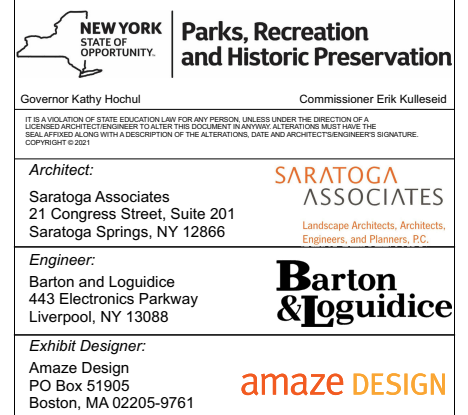 NEW YORK
STATE OF
OPPORTUNITY.
Parks, Recreation
and Historic Preservation
Governor Kathy Hochul
Commissioner Erik Kulleseid
IT IS A VIOLATION OF STATE EDUCATION LAW FOR ANY PERSON, UNLESS UNDER THE DIRECTION OF A
LICENSED ARCHITECT/ENGINEER TO ALTER THIS DOCUMENT IN ANYWAY. ALTERATIONS MUST HAVE THE
SEAL AFFIXED ALONG WITH A DESCRIPTION OF THE ALTERATIONS, DATE AND ARCHITECT'S/ENGINEER'S SIGNATURE.
COPYRIGHT © 2021
Architect:
Saratoga Associates
21 Congress Street, Suite 201
Saratoga Springs, NY 12866
SARATOGA
ASSOCIATES
Landscape Architects, Architects,
Engineers, and Planners, P.C.
Engineer:
Barton and Loguidice
443 Electronics Parkway
Liverpool, NY 13088
Barton
&Loguidice
Exhibit Designer:
Amaze Design
PO Box 51905
Boston, MA 02205-9761
amaze DESIGN